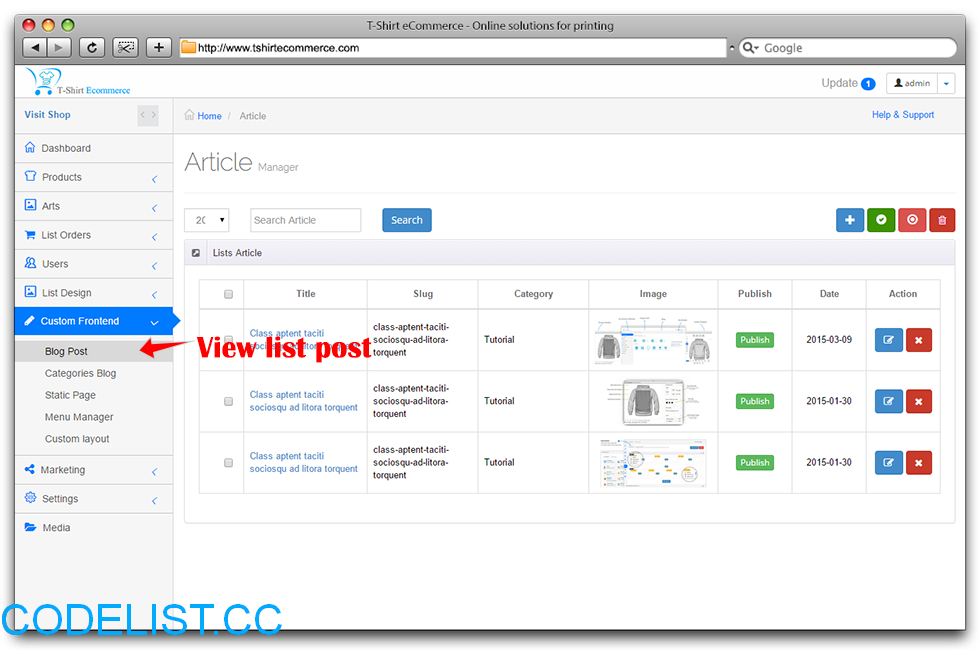 T-Shirt eCommerce - Online solutions for printing
http://www.tshirtecommerce.com
Google
T-Shirt Ecommerce
Update 1
admin
Visit Shop
Home / Article
Help & Support
Dashboard
Products
Arts
List Orders
Users
List Design
Custom Frontend
Blog Post
Categories Blog
Static Page
Menu Manager
Custom layout
Marketing
Settings
Media
Article Manager
20
Search Article
Search
Lists Article
Title Slug Category Image Publish Date Action
Class aptent taciti
sociosqu ad litora torquent
class-aptent-taciti-
sociosqu-ad-litora-
torquent
Tutorial
Publish
2015-03-09
View list post
Class aptent taciti
sociosqu ad litora torquent
class-aptent-taciti-
sociosqu-ad-litora-
torquent
Tutorial
Publish
2015-01-30
Class aptent taciti
sociosqu ad litora torquent
class-aptent-taciti-
sociosqu-ad-litora-
torquent
Tutorial
Publish
2015-01-30
CODELIST.CC